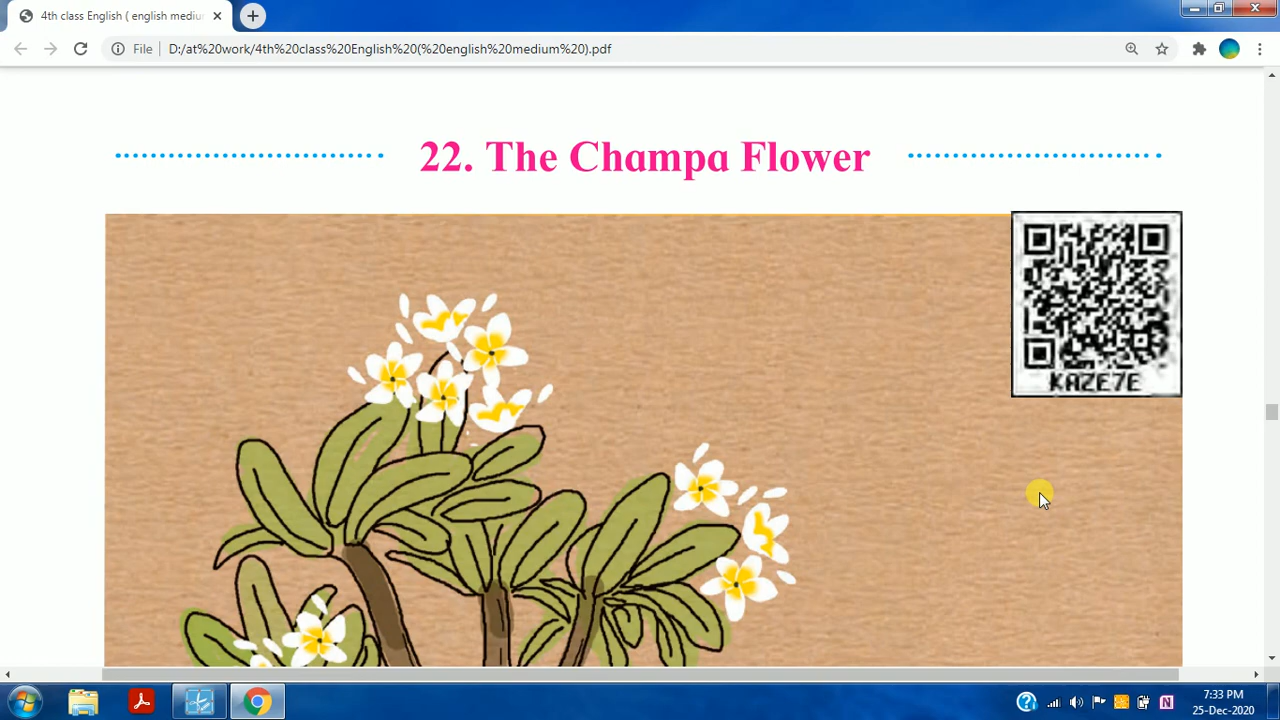 4th class English ( english mediu
File
D:/at%20work/4th%20class%20English%20(%20english%20medium%20).pdf
22. The Champa Flower
KAZE7E
7:33 PM
25-Dec-2020